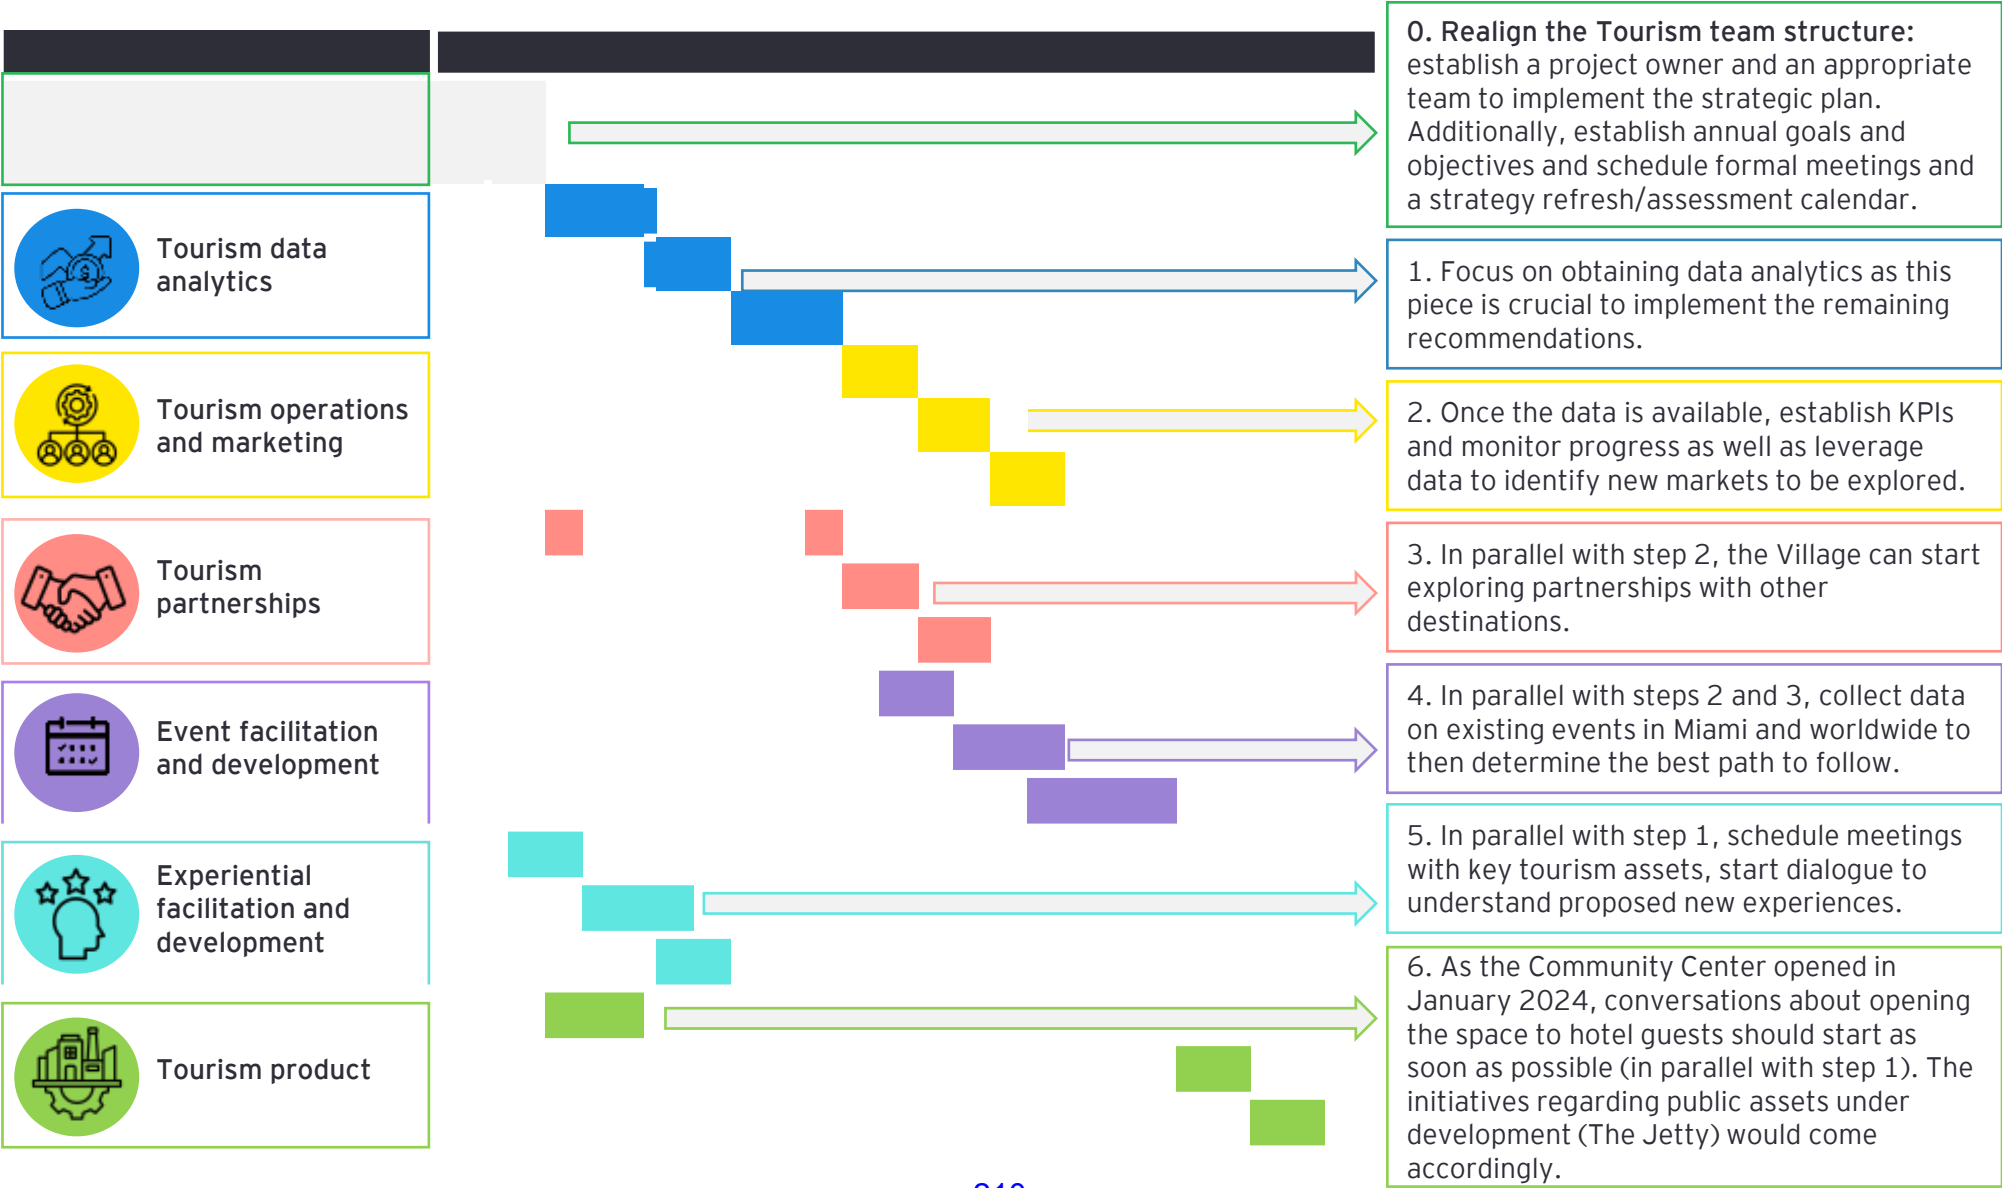 0. Realign the Tourism team structure:
establish a project owner and an appropriate
team to implement the strategic plan.
Additionally, establish annual goals and
objectives and schedule formal meetings and
a strategy refresh/assessment calendar.
Tourism data
analytics
1. Focus on obtaining data analytics as this
piece is crucial to implement the remaining
recommendations.
Tourism operations
and marketing
2. Once the data is available, establish KPIs
and monitor progress as well as leverage
data to identify new markets to be explored.
Tourism
partnerships
3. In parallel with step 2, the Village can start
exploring partnerships with other
destinations.
Event facilitation
and development
4. In parallel with steps 2 and 3, collect data
on existing events in Miami and worldwide to
then determine the best path to follow.
Experiential
facilitation and
development
5. In parallel with step 1, schedule meetings
with key tourism assets, start dialogue to
understand proposed new experiences.
Tourism product
6. As the Community Center opened in
January 2024, conversations about opening
the space to hotel guests should start as
soon as possible (in parallel with step 1). The
initiatives regarding public assets under
development (The Jetty) would come
accordingly.